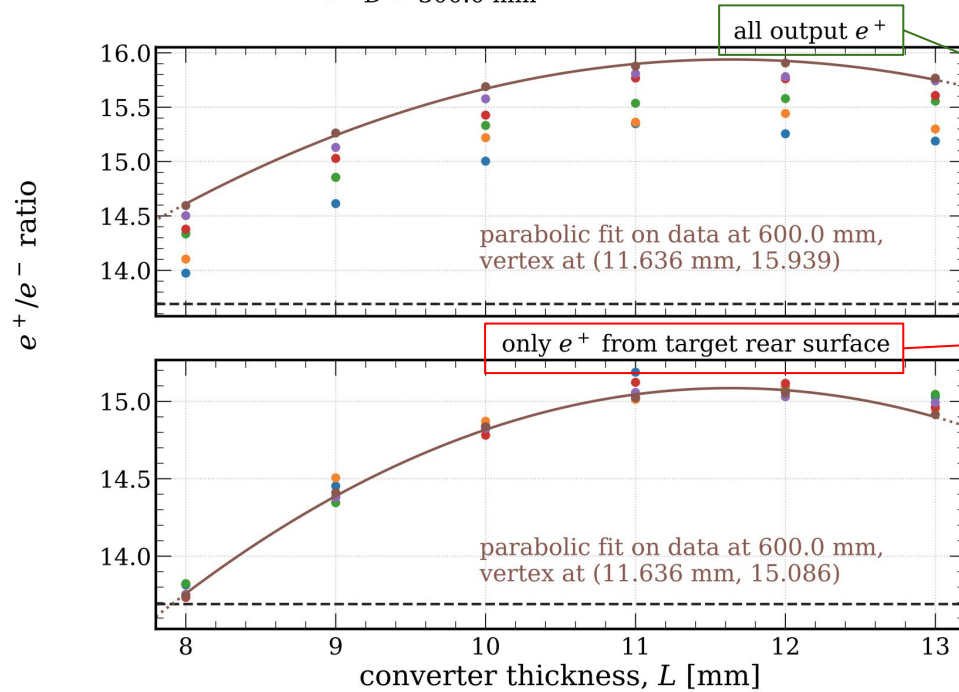 all output e⁺
16.0
15.5
15.0
14.5
14.0
parabolic fit on data at 600.0 mm,
vertex at (11.636 mm, 15.939)
e⁺/e⁻ ratio
only e⁺ from target rear surface
15.0
14.5
14.0
parabolic fit on data at 600.0 mm,
vertex at (11.636 mm, 15.086)
8 9 10 11 12 13
converter thickness, L [mm]